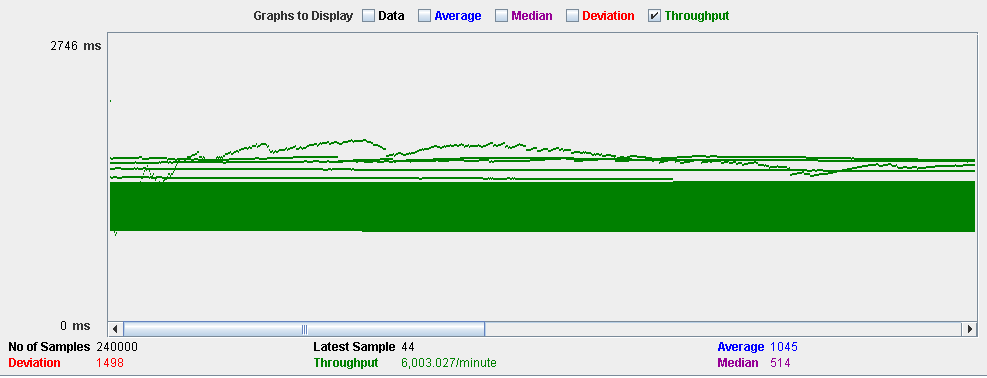 Graphs to Display Data Average Median Deviation Throughput
2746 ms
0 ms
No of Samples 240000 Latest Sample 44 Average 1045
Deviation 1498 Throughput 6,003.027/minute Median 514